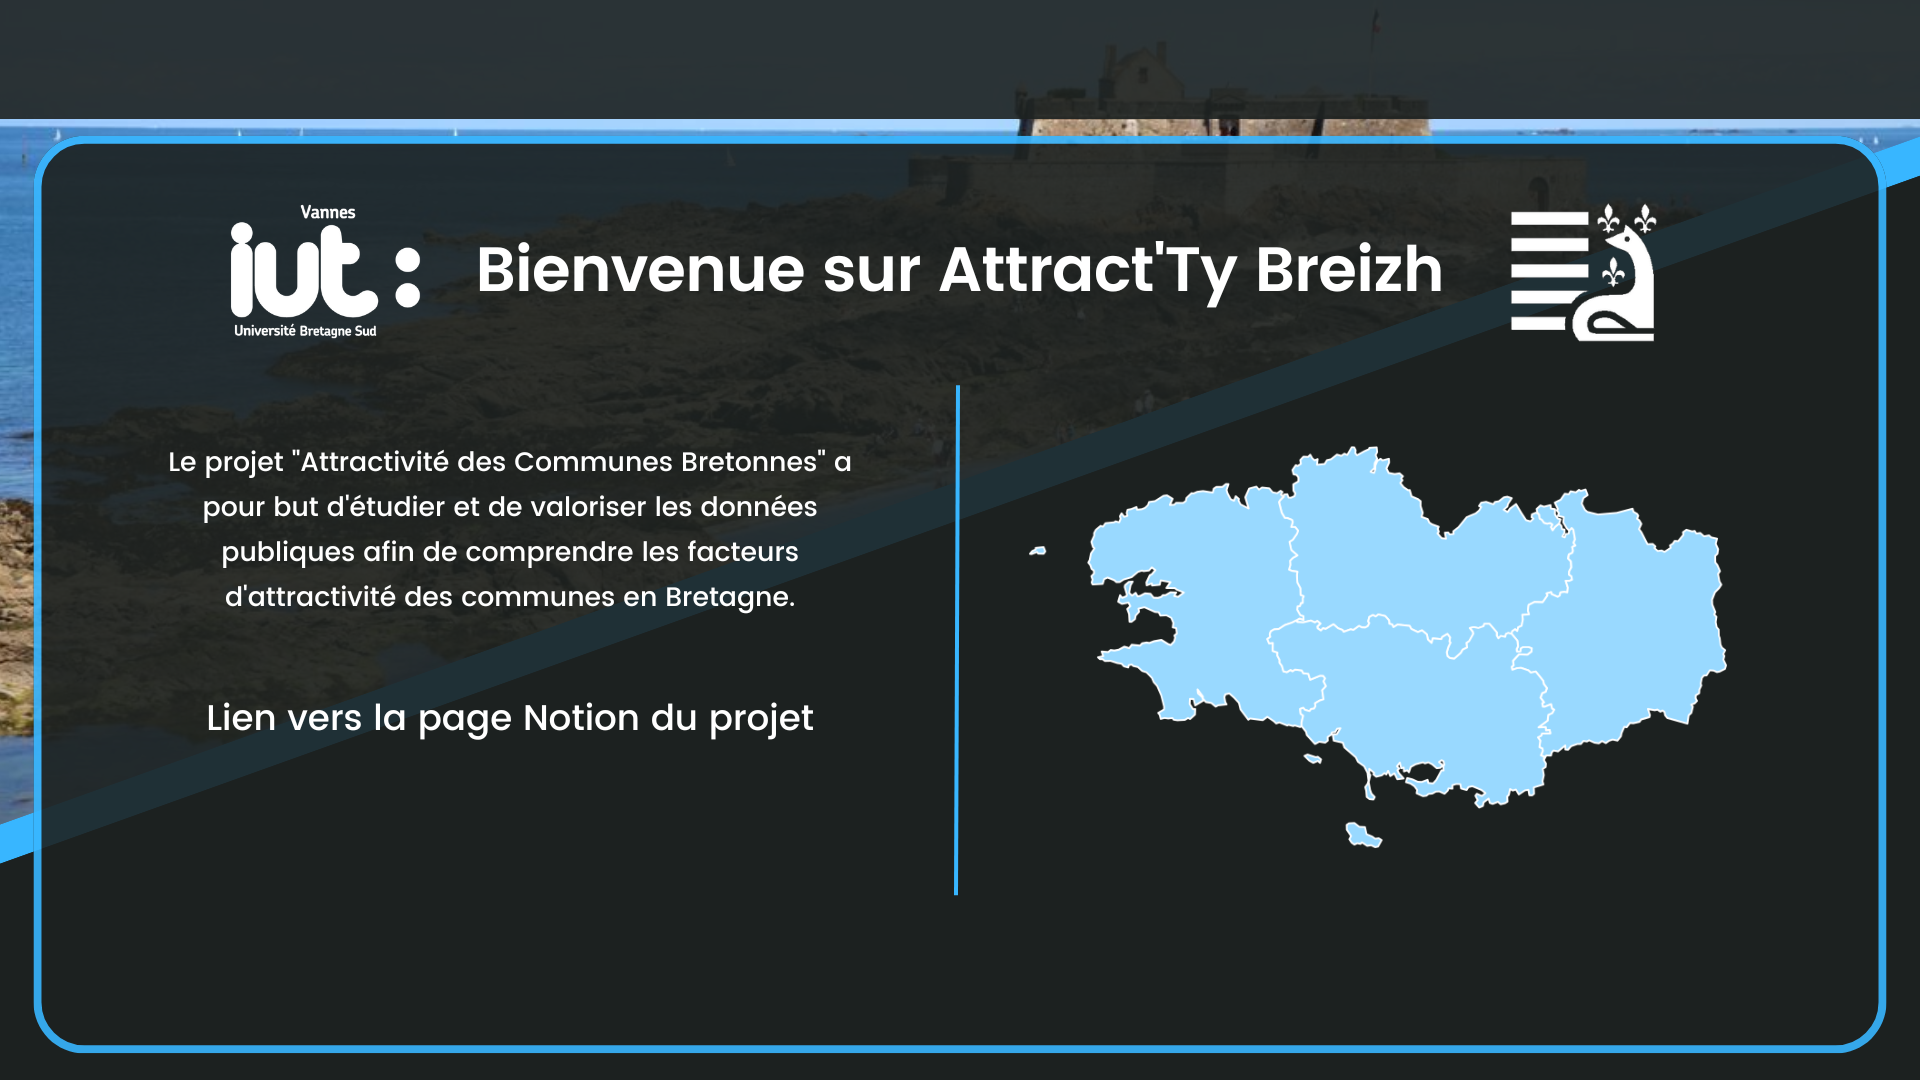 Vannes
iut:
Université Bretagne Sud
Bienvenue sur Attract'Ty Breizh
Le projet "Attractivité des Communes Bretonnes" a
pour but d'étudier et de valoriser les données
publiques afin de comprendre les facteurs
d'attractivité des communes en Bretagne.
Lien vers la page Notion du projet